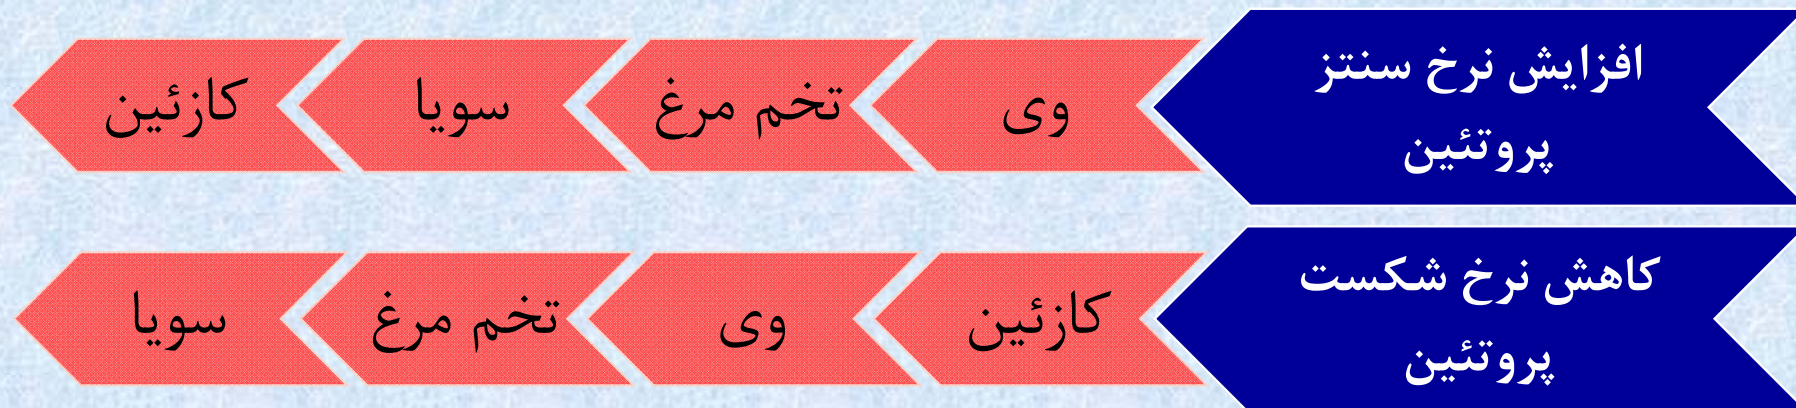 افزایش نرخ سنتز
پروتئین
وی
تخم مرغ
سویا
کازئین
کاهش نرخ شکست
پروتئین
کازئین
وی
تخم مرغ
سویا